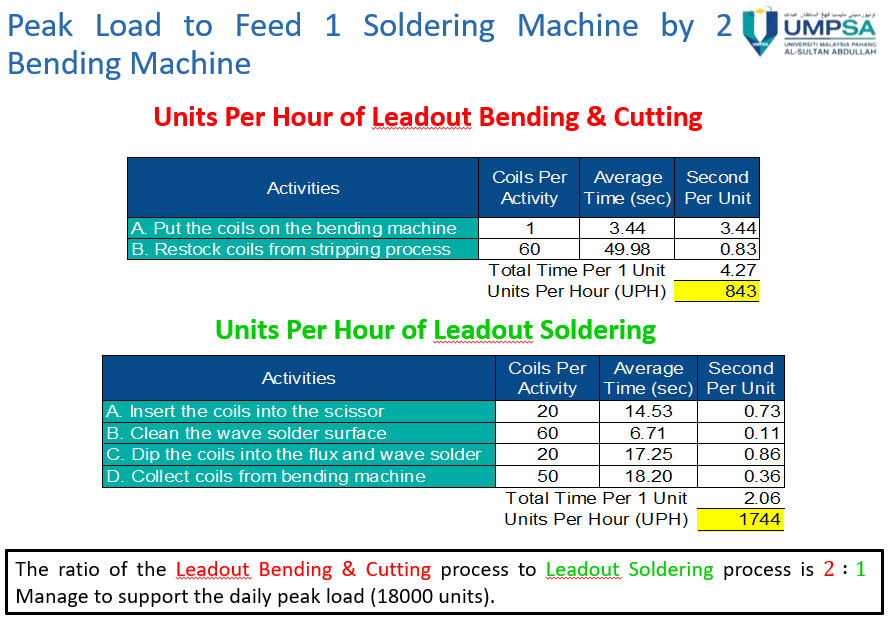 Peak Load to Feed 1 Soldering Machine by 2
Bending Machine
UMPSA
UNIVERSITI MALAYSIA PAHANG
AL-SULTAN ABDULLAH
Units Per Hour of Leadout Bending & Cutting
Activities Coils Per Activity Average Time (sec) Second Per Unit
A. Put the coils on the bending machine 1 3.44 3.44
B. Restock coils from stripping process 60 49.98 0.83
Total Time Per 1 Unit 4.27
Units Per Hour (UPH) 843
Units Per Hour of Leadout Soldering
Activities Coils Per Activity Average Time (sec) Second Per Unit
A. Insert the coils into the scissor 20 14.53 0.73
B. Clean the wave solder surface 60 6.71 0.11
C. Dip the coils into the flux and wave solder 20 17.25 0.86
D. Collect coils from bending machine 50 18.20 0.36
Total Time Per 1 Unit 2.06
Units Per Hour (UPH) 1744
The ratio of the Leadout Bending & Cutting process to Leadout Soldering process is 2 : 1
Manage to support the daily peak load (18000 units).